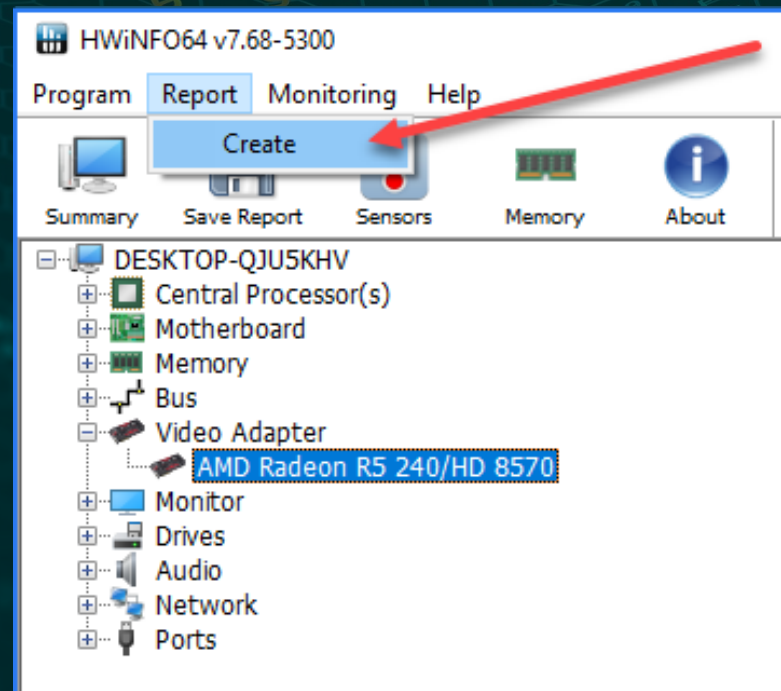 HWiNFO64 v7.68-5300
Program Report Monitoring Help
Create
Summary Save Report Sensors Memory About
DESKTOP-QJU5KHV
Central Processor(s)
Motherboard
Memory
Bus
Video Adapter
AMD Radeon R5 240/HD 8570
Monitor
Drives
Audio
Network
Ports